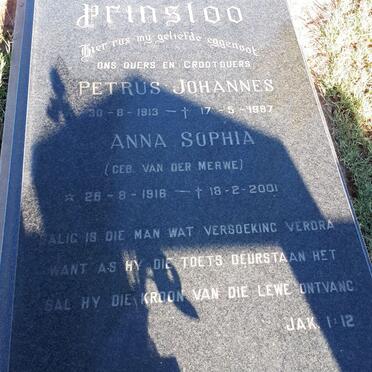 Prinsloo
Hier rus my geliefde eggenoot
ONS OUERS EN GROOTOUERS
PETRUS JOHANNES
30-8-1913 — † 17-5-1987
ANNA SOPHIA
(GEB. VAN DER MERWE)
☆ 26-8-1916 — † 18-2-2001
SALIG IS DIE MAN WAT VERSOEKING VERDRA
WANT AS HY DIE TOETS DEURSTAAN HET
SAL HY DIE KROON VAN DIE LEWE ONTVANG
JAK. 1:12